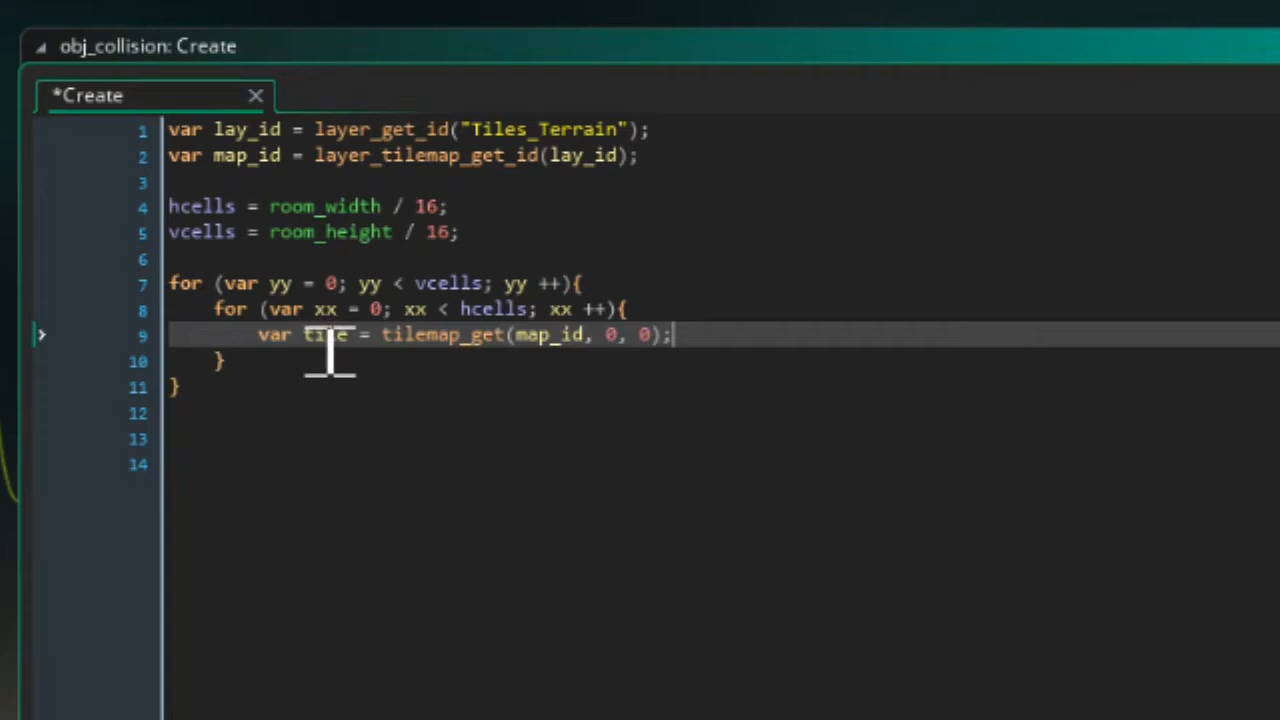 obj_collision: Create
*Create
1 var lay_id = layer_get_id("Tiles_Terrain");
2 var map_id = layer_tilemap_get_id(lay_id);
3
4 hcells = room_width / 16;
5 vcells = room_height / 16;
6
7 for (var yy = 0; yy < vcells; yy ++){
8 for (var xx = 0; xx < hcells; xx ++){
9 var tile = tilemap_get(map_id, 0, 0);
10 }
11 }
12
13
14